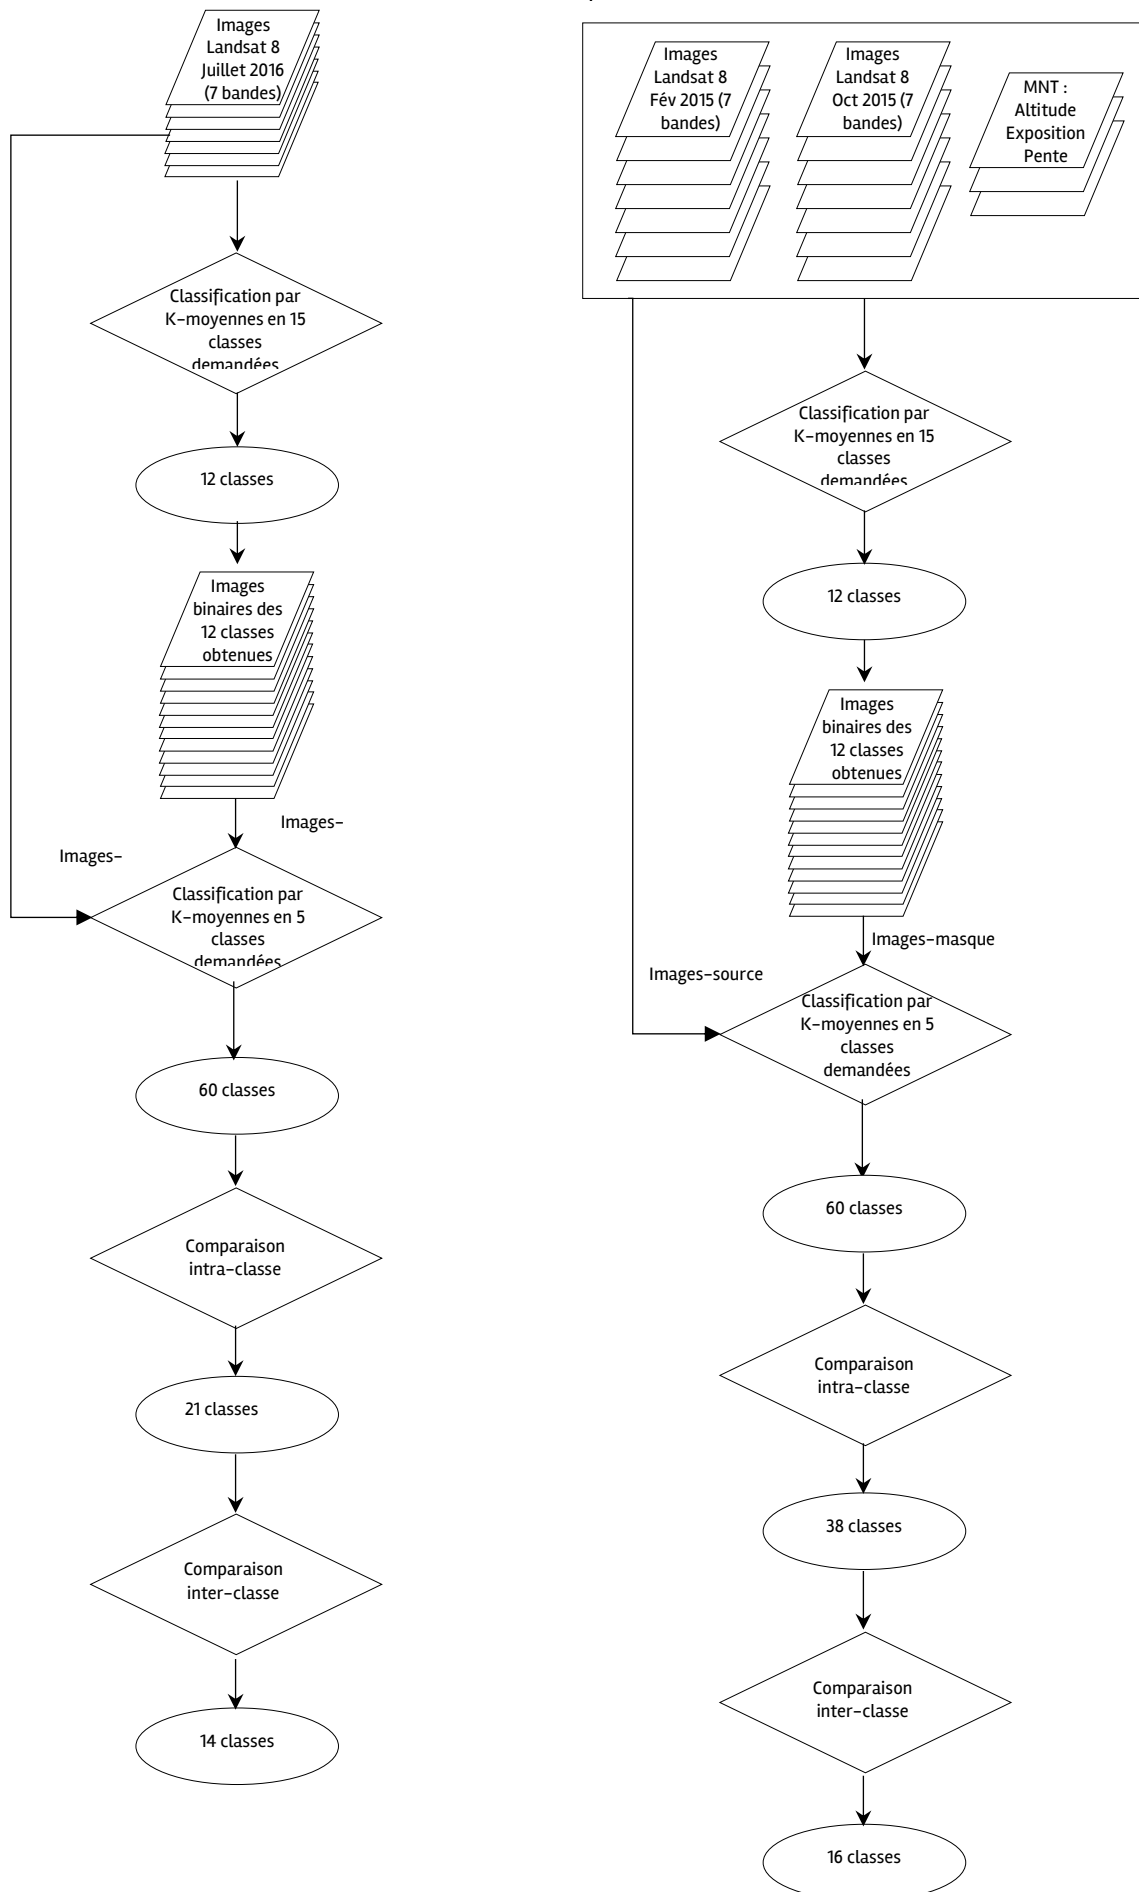 Images
Landsat 8
Juillet 2016
(7 bandes)
Classification par
K-moyennes en 15
classes
demandées
12 classes
Images
binaires des
12 classes
obtenues
Images-
Images-
Classification par
K-moyennes en 5
classes
demandées
60 classes
Comparaison
intra-classe
21 classes
Comparaison
inter-classe
14 classes
Images
Landsat 8
Fév 2015 (7
bandes)
Images
Landsat 8
Oct 2015 (7
bandes)
MNT :
Altitude
Exposition
Pente
Classification par
K-moyennes en 15
classes
demandées
12 classes
Images
binaires des
12 classes
obtenues
Images-masque
Images-source
Classification par
K-moyennes en 5
classes
demandées
60 classes
Comparaison
intra-classe
38 classes
Comparaison
inter-classe
16 classes